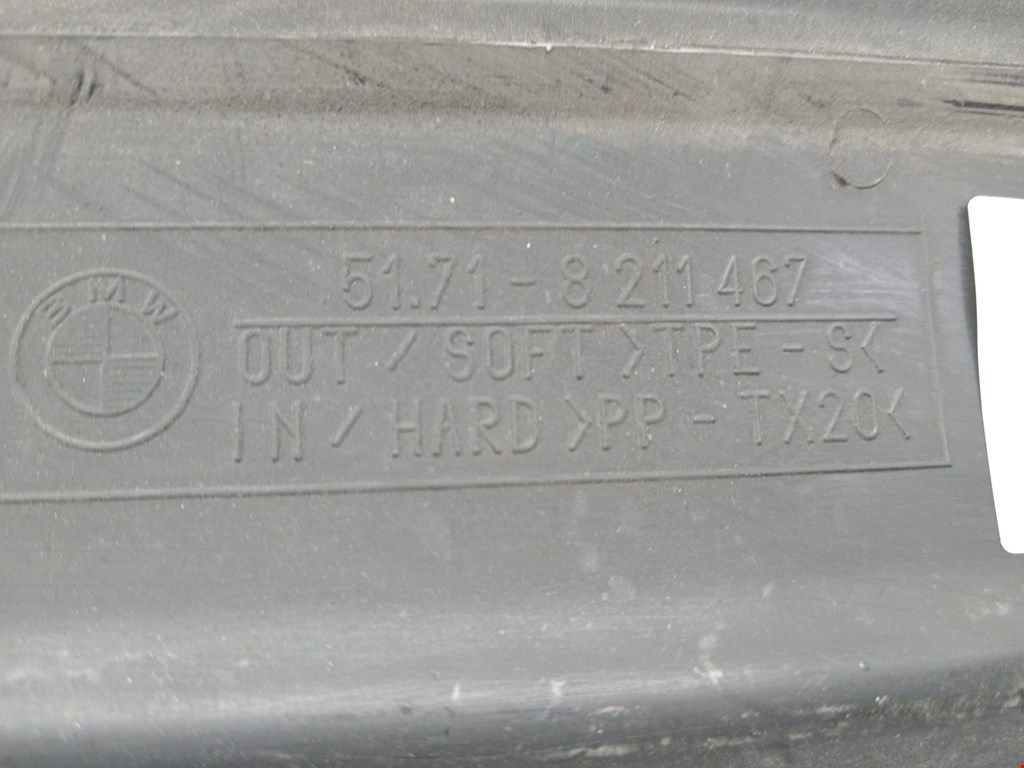 BMW
51.71-8 211 467
OUT / SOFT >TPE-S<
IN / HARD >PP-TX20<